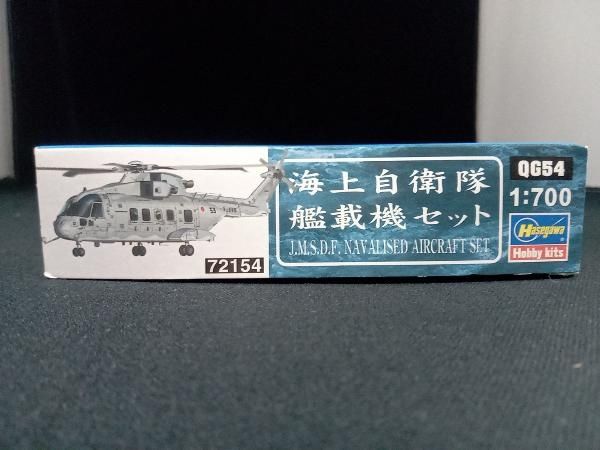 海上自衛隊
艦載機セット
J.M.S.D.F. NAVALISED AIRCRAFT SET
72154
QG54
1:700
Hasegawa
Hobby kits